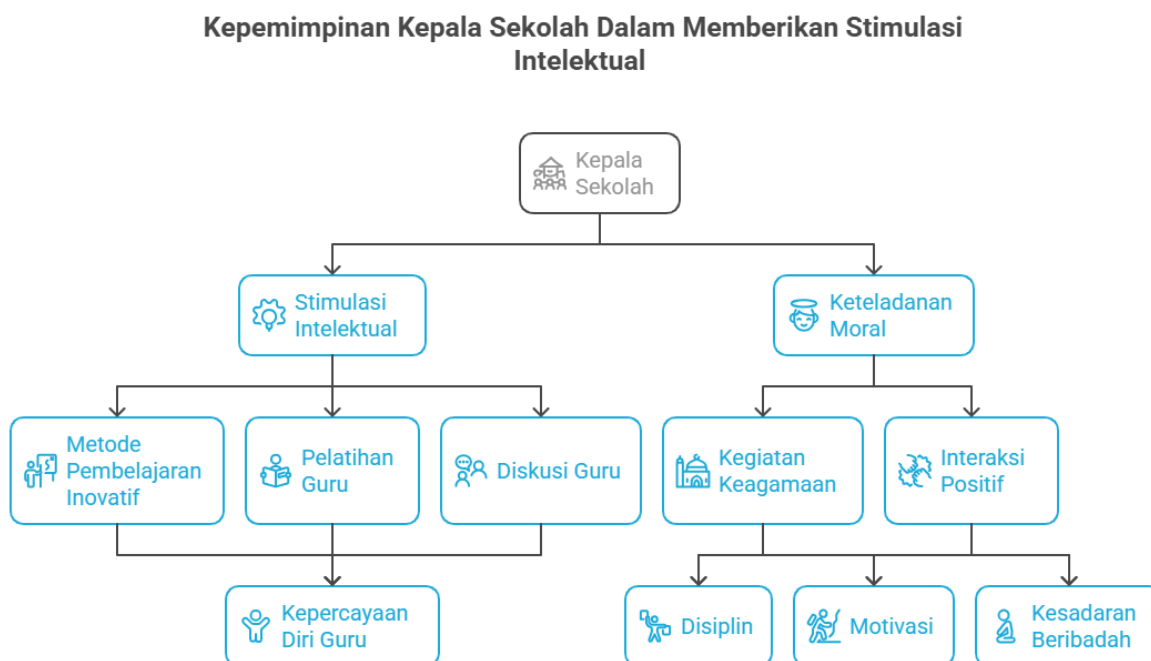 Kepemimpinan Kepala Sekolah Dalam Memberikan Stimulasi
Intelektual
Kepala
Sekolah
Stimulasi
Intelektual
Keteladanan
Moral
Metode
Pembelajaran
Inovatif
Pelatihan
Guru
Diskusi Guru
Kegiatan
Keagamaan
Interaksi
Positif
Kepercayaan
Diri Guru
Disiplin
Motivasi
Kesadaran
Beribadah